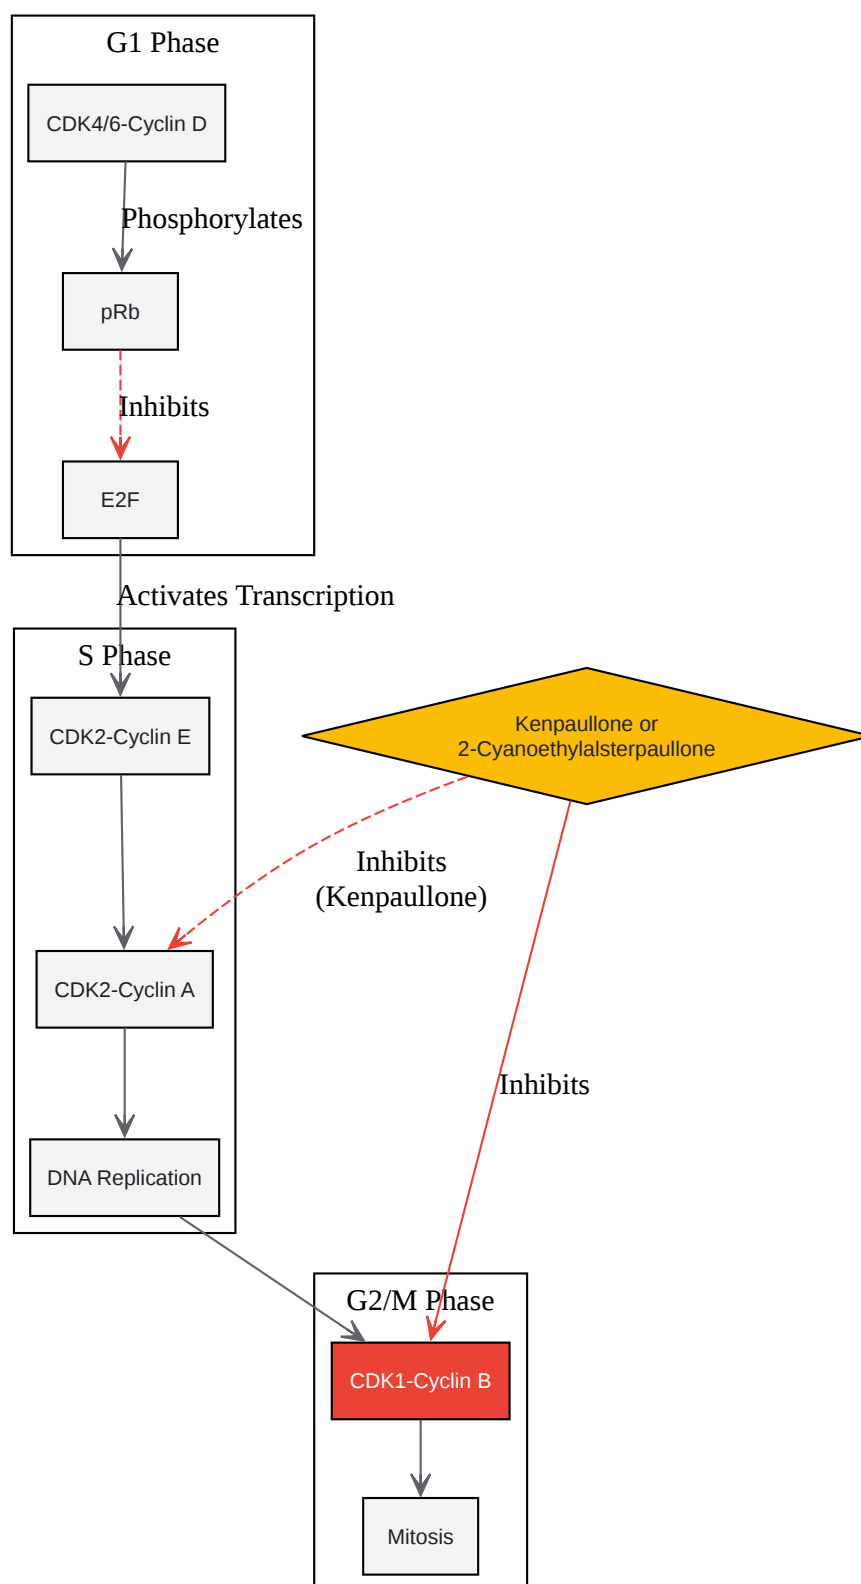 G1 Phase
CDK4/6-Cyclin D
Phosphorylates
pRb
Inhibits
E2F
Activates Transcription
S Phase
CDK2-Cyclin E
Kenpaullone or
2-Cyanoethylalsterpaullone
Inhibits
(Kenpaullone)
CDK2-Cyclin A
Inhibits
DNA Replication
G2/M Phase
CDK1-Cyclin B
Mitosis